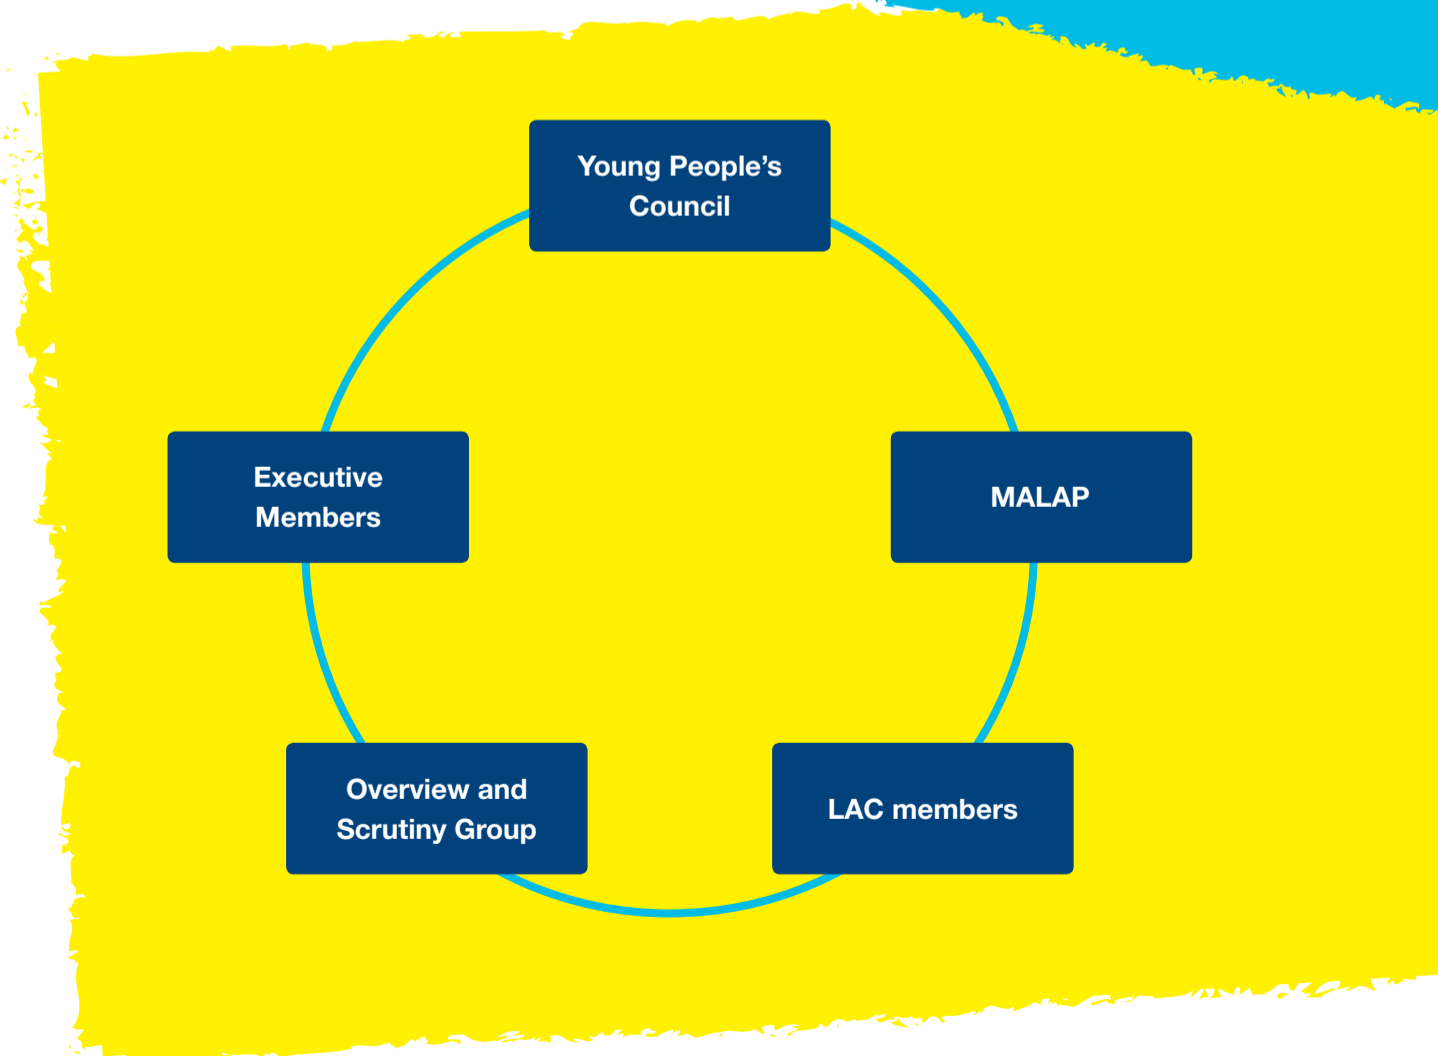 Young People’s
Council
Executive
Members
MALAP
Overview and
Scrutiny Group
LAC members